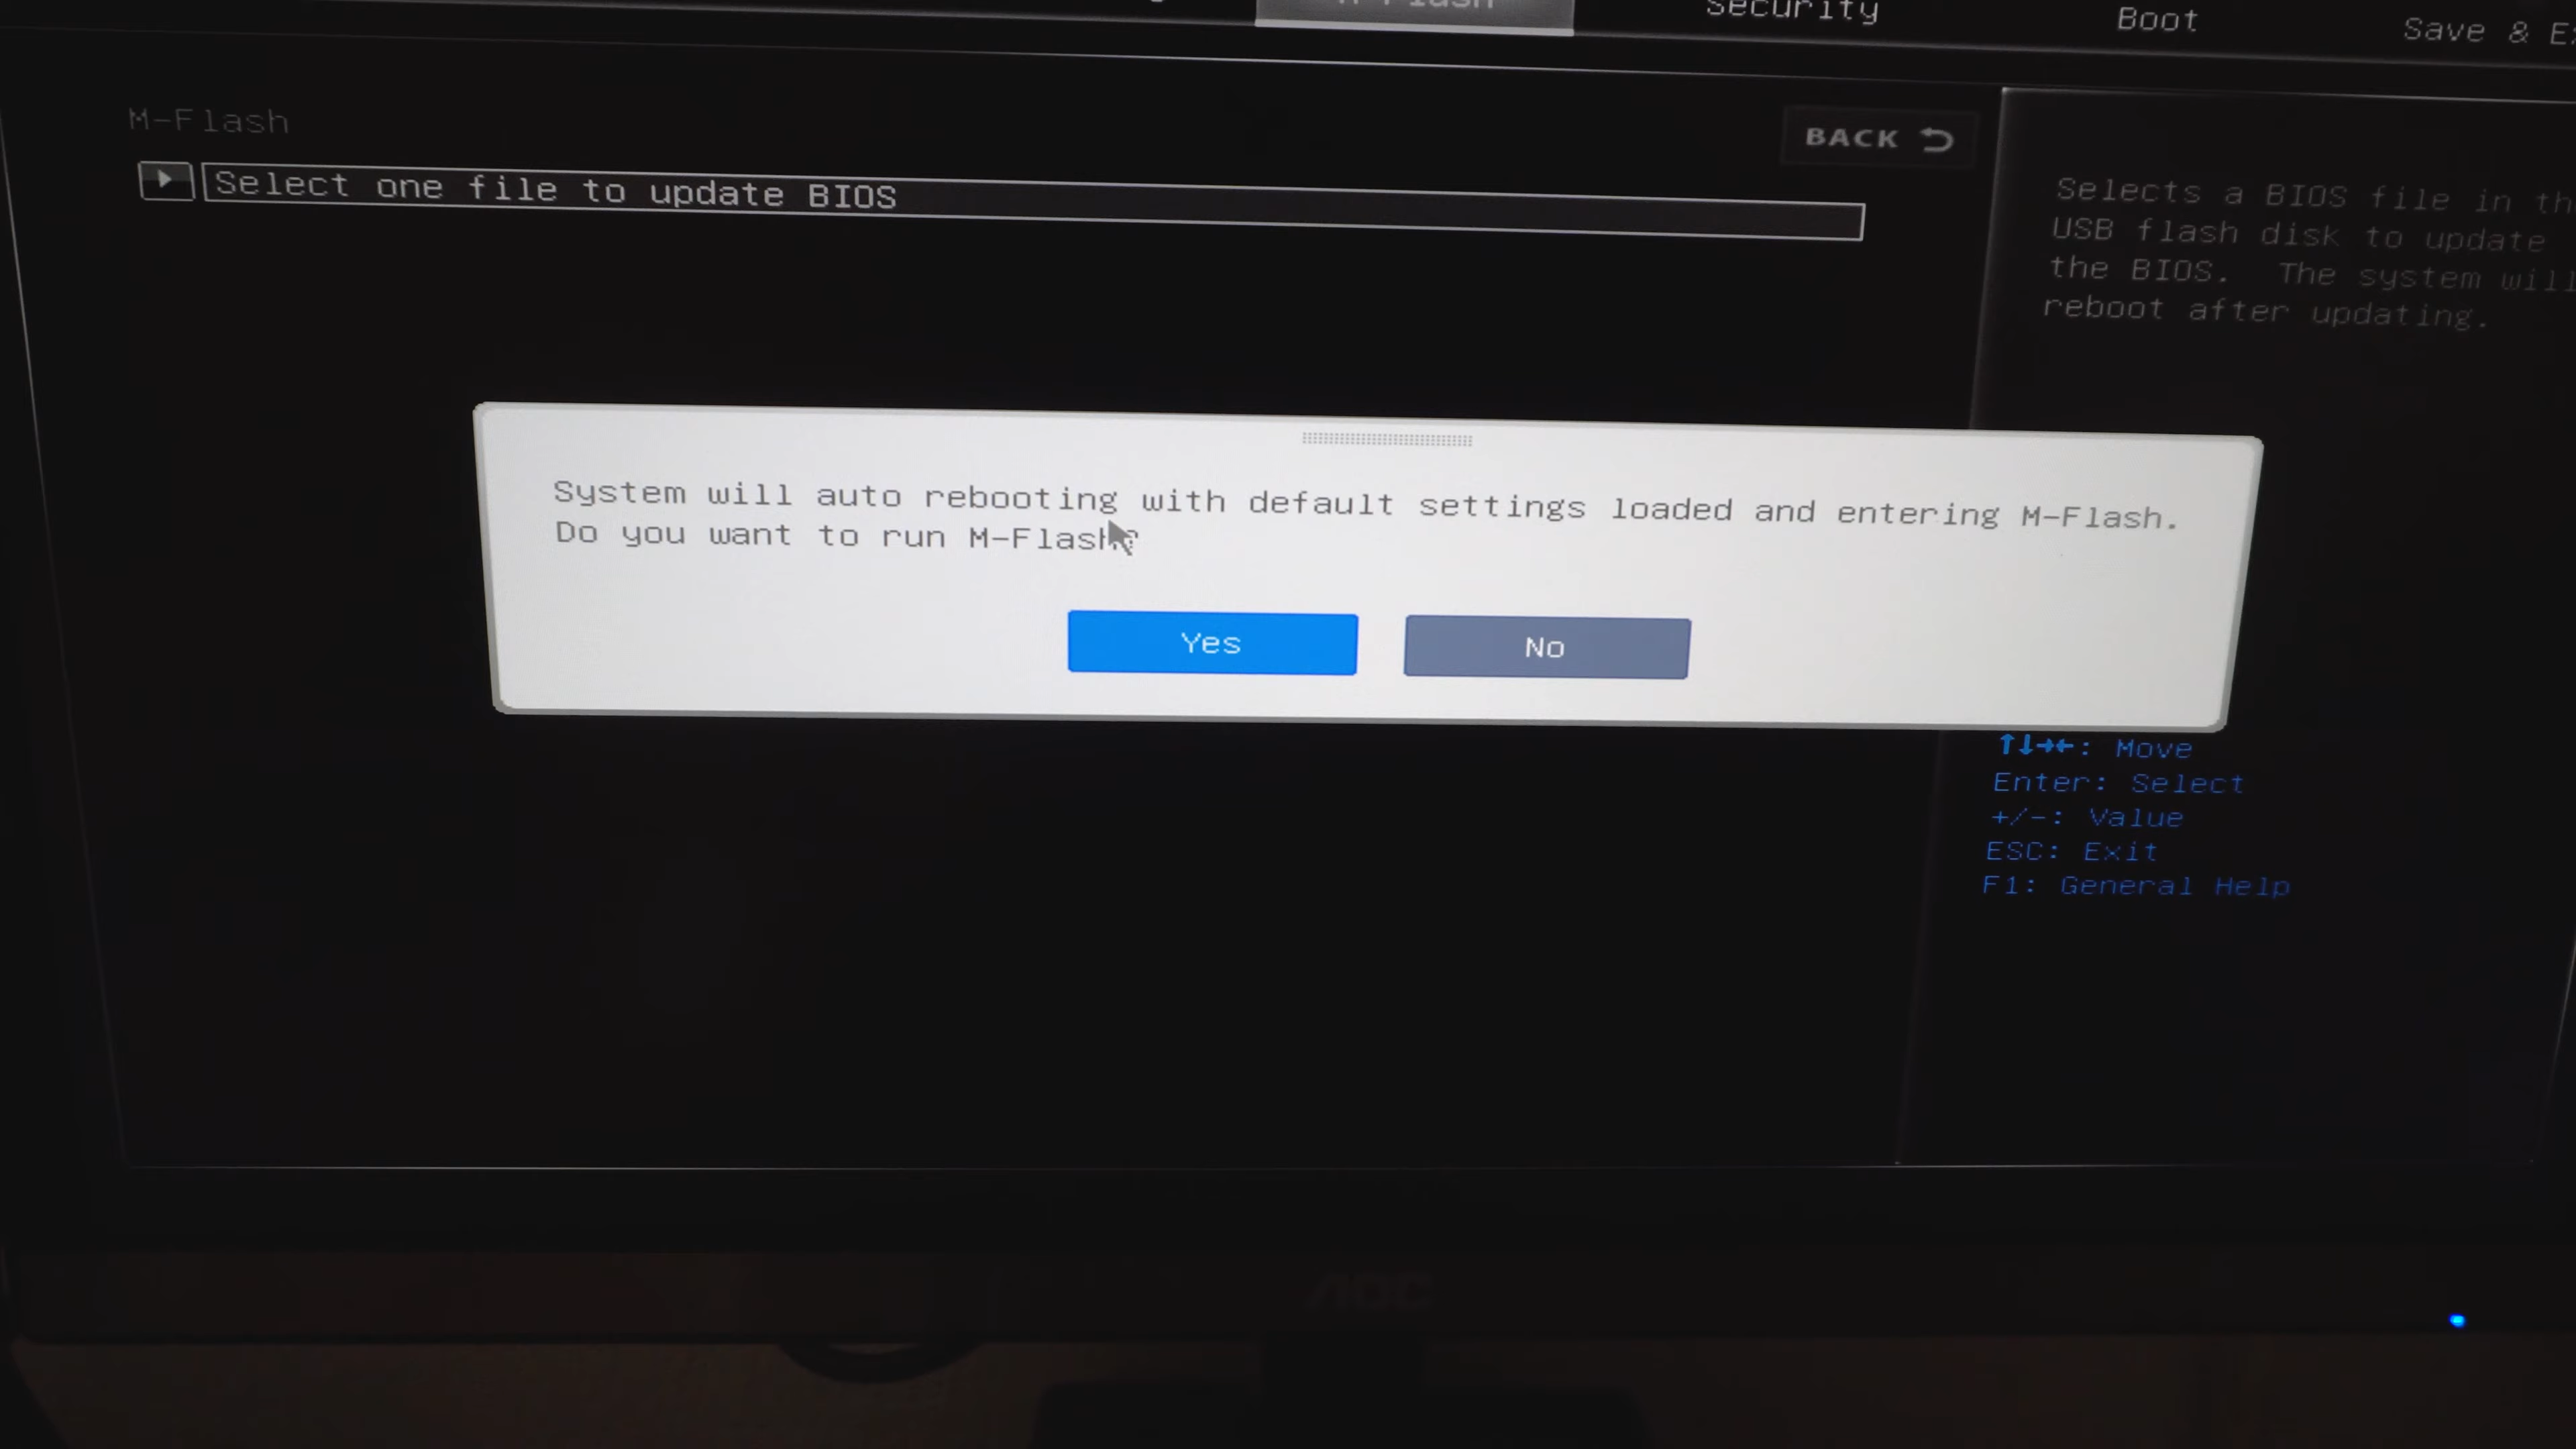 Security
Boot
Save &
M-Flash
BACK
Select one file to update BIOS
Selects a BIOS file in
USB flash disk to update
the BIOS. The system will
reboot after updating.
System will auto rebooting with default settings loaded and entering M-Flash.
Do you want to run M-Flash?
Yes
No
↑↓→←: Move
Enter: Select
+/-: Value
ESC: Exit
F1: General Help
AOC